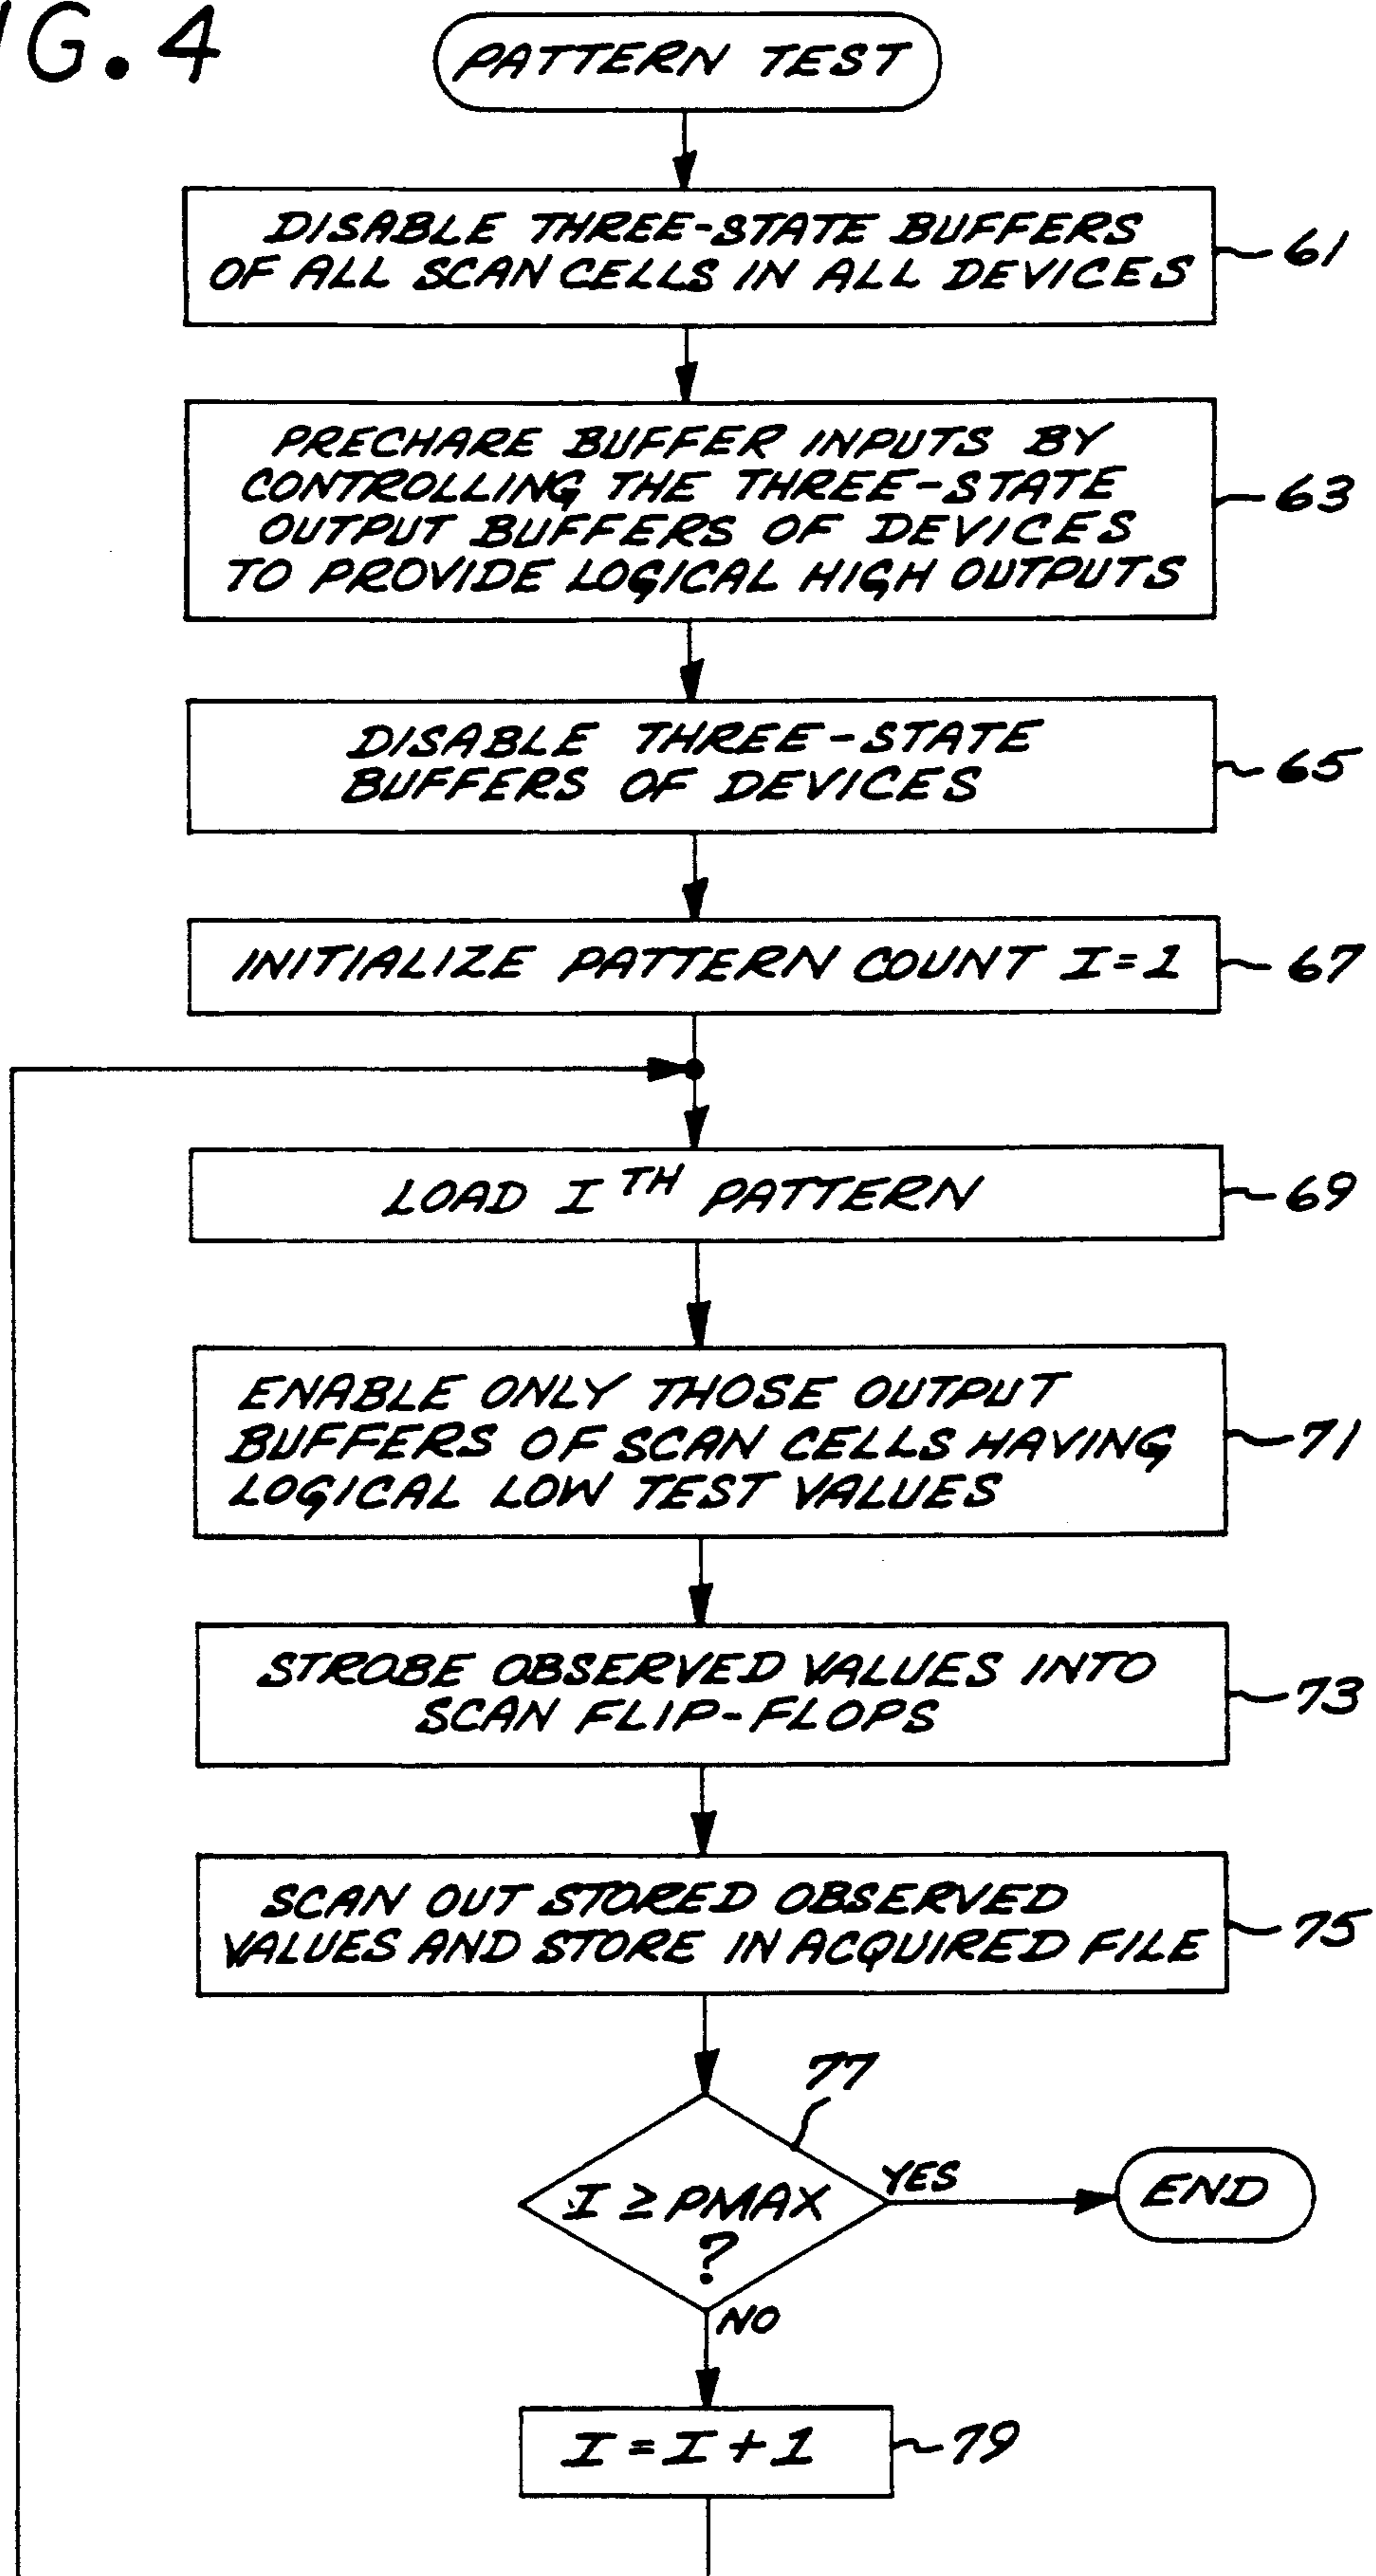 IG. 4
PATTERN TEST
DISABLE THREE-STATE BUFFERS
OF ALL SCAN CELLS IN ALL DEVICES
61
PRECHARE BUFFER INPUTS BY
CONTROLLING THE THREE-STATE
OUTPUT BUFFERS OF DEVICES
TO PROVIDE LOGICAL HIGH OUTPUTS
63
DISABLE THREE-STATE
BUFFERS OF DEVICES
65
INITIALIZE PATTERN COUNT I=1
67
LOAD I TH PATTERN
69
ENABLE ONLY THOSE OUTPUT
BUFFERS OF SCAN CELLS HAVING
LOGICAL LOW TEST VALUES
71
STROBE OBSERVED VALUES INTO
SCAN FLIP-FLOPS
73
SCAN OUT STORED OBSERVED
VALUES AND STORE IN ACQUIRED FILE
75
77
I ≥ PMAX
?
YES
END
NO
I = I + 1
79